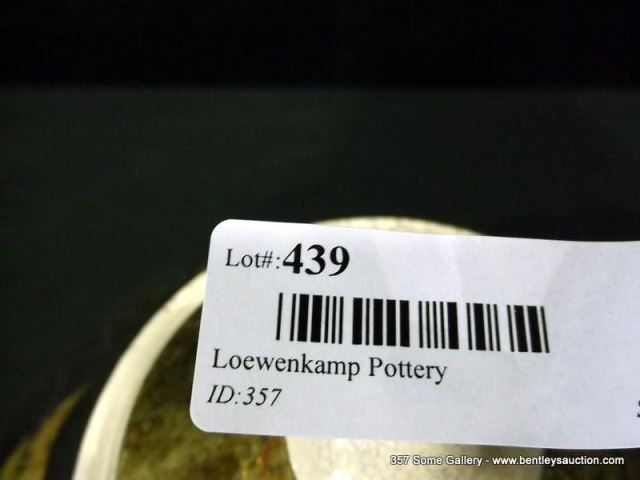 Lot#:439
Loewenkamp Pottery
ID:357
357 Some Gallery - www.bentleysauction.com